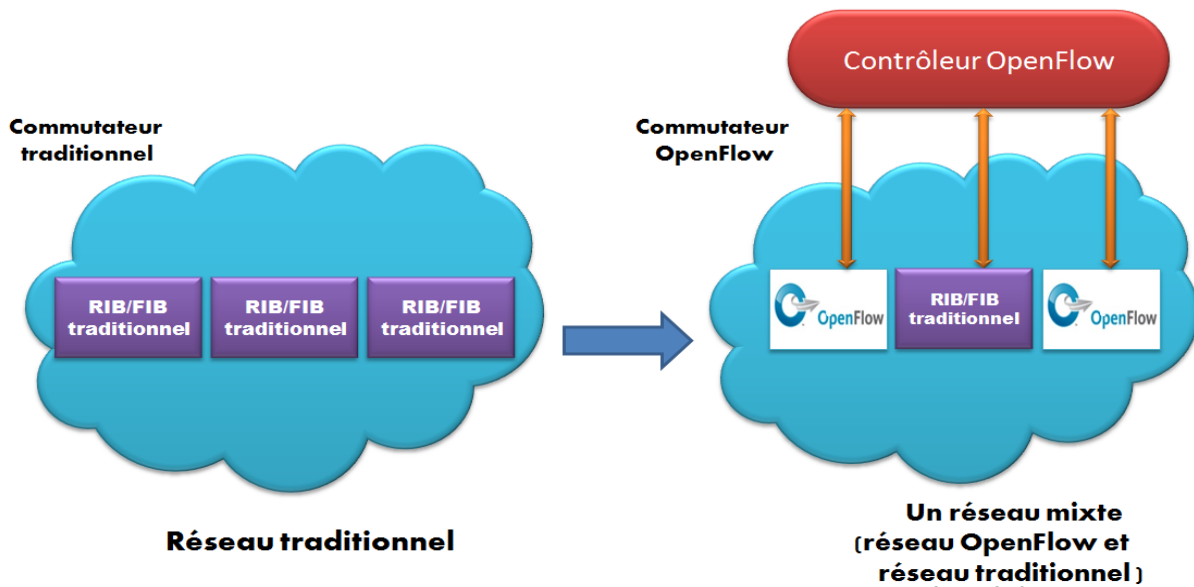 Commutateur
traditionnel
RIB/FIB
traditionnel
RIB/FIB
traditionnel
RIB/FIB
traditionnel
Réseau traditionnel
Contrôleur OpenFlow
Commutateur
OpenFlow
OpenFlow
RIB/FIB
traditionnel
OpenFlow
Un réseau mixte
(réseau OpenFlow et
réseau traditionnel )